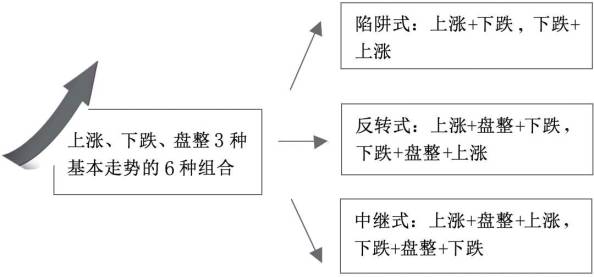 上涨、下跌、盘整3种
基本走势的6种组合
陷阱式：上涨+下跌，下跌+
上涨
反转式：上涨+盘整+下跌，
下跌+盘整+上涨
中继式：上涨+盘整+上涨，
下跌+盘整+下跌